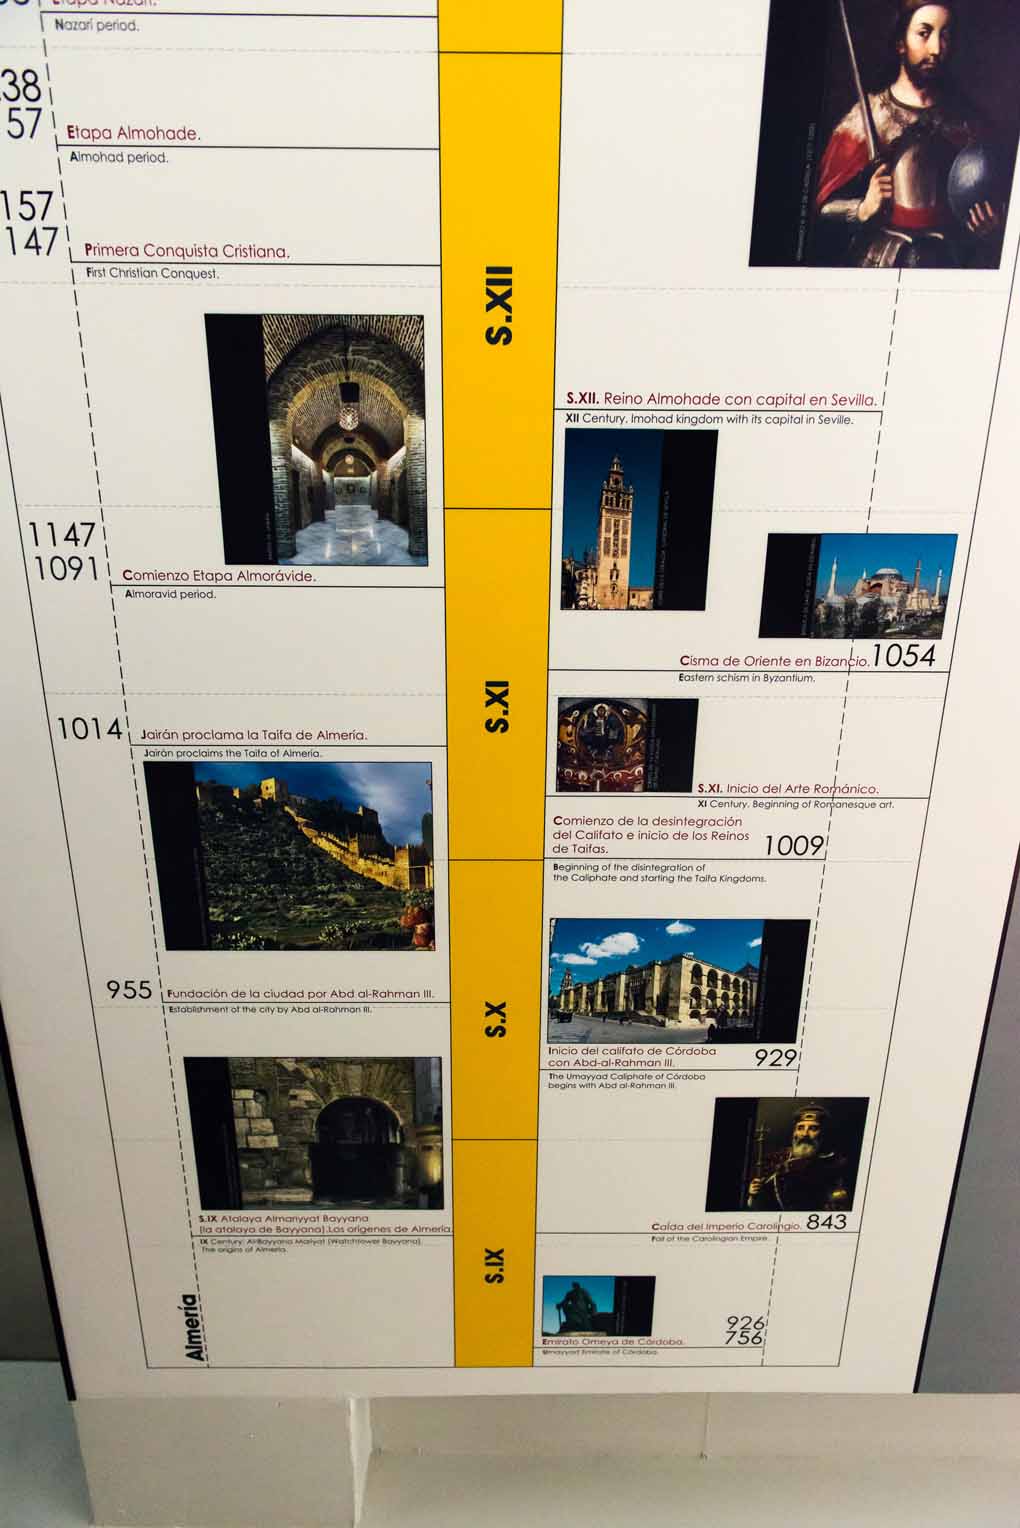 Etapa Nazarí.
Nazarí period.
38
57
Etapa Almohade.
Almohad period.
157
147
Primera Conquista Cristiana.
First Christian Conquest.
S.XII
S.XII. Reino Almohade con capital en Sevilla.
XII Century. lmohad kingdom with its capital in Seville.
1147
1091
Comienzo Etapa Almorávide.
Almoravid period.
Cisma de Oriente en Bizancio. 1054
Eastern schism in Byzantium.
S.XI
1014
Jairán proclama la Taifa de Almería.
Jairán proclaims the Taifa of Almería.
S.XI. Inicio del Arte Románico.
XI Century. Beginning of Romanesque art.
Comienzo de la desintegración
del Califato e inicio de los Reinos
de Taifas. 1009
Beginning of the disintegration of
the Caliphate and starting the Taifa Kingdoms.
955
Fundación de la ciudad por Abd al-Rahman III.
Establishment of the city by Abd al-Rahman III.
S.X
Inicio del califato de Córdoba
con Abd-al-Rahman III. 929
The Umayyad Caliphate of Córdoba
begins with Abd al-Rahman III.
S.IX Atalaya Almariyyat Bayyana
(la atalaya de Bayyana).Los orígenes de Almería.
IX Century: AlrBayyana Mariyat (Watchtower Bayyana).
The origins of Almeria.
Caída del Imperio Carolingio. 843
Fall of the Carolingian Empire.
S.IX
Almería
926
756
Emirato Omeya de Córdoba.
Umayyad Emirate of Córdoba.